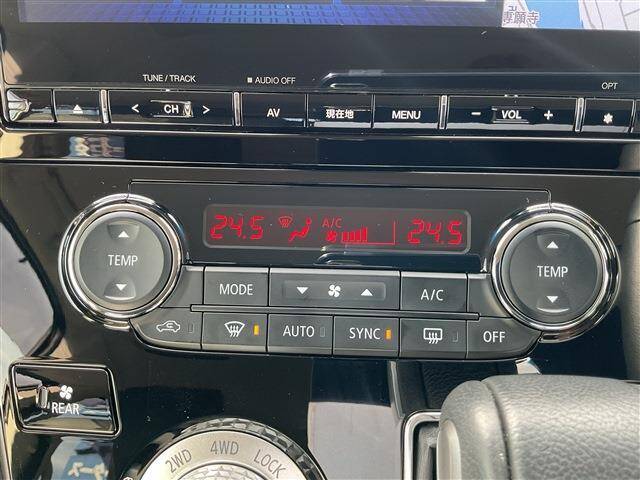 専願寺
TUNE / TRACK
AUDIO OFF
OPT
< CH >
AV
現在地
MENU
− VOL +
24.5
A/C
24.5
TEMP
TEMP
MODE
A/C
AUTO
SYNC
OFF
REAR
2WD
4WD
LOCK